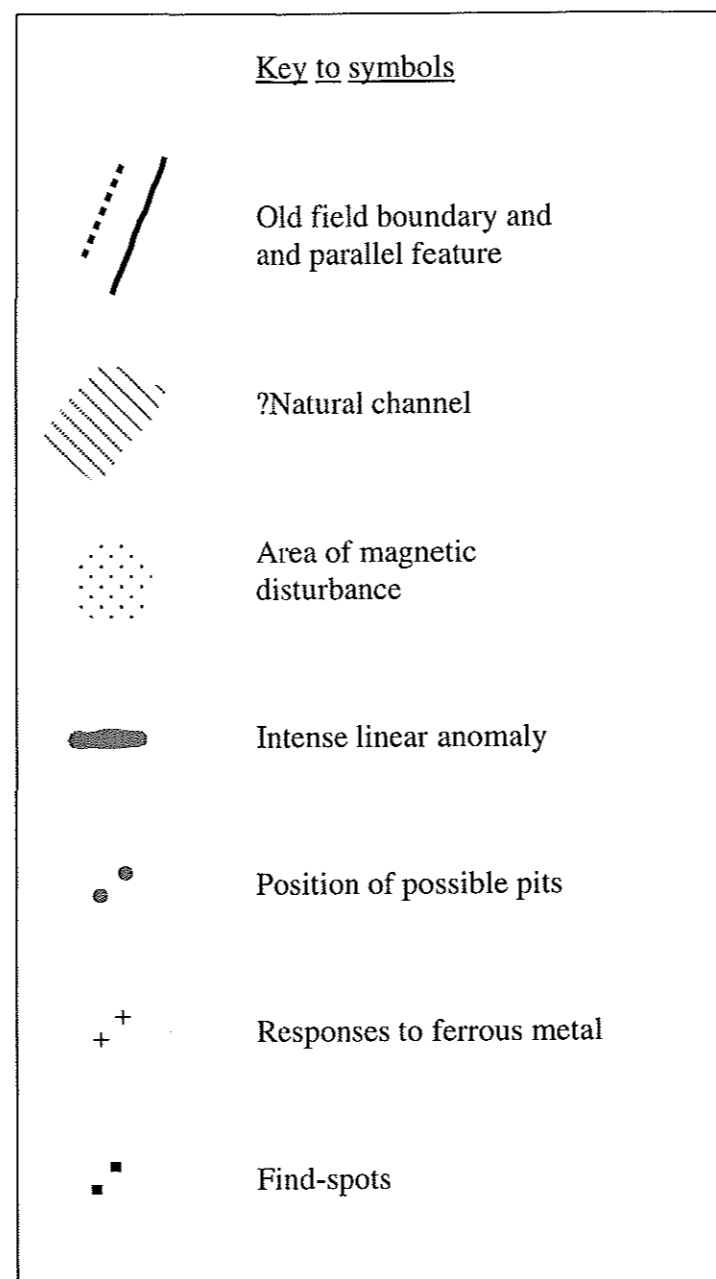 Key to symbols
Old field boundary and
and parallel feature
?Natural channel
Area of magnetic
disturbance
Intense linear anomaly
Position of possible pits
Responses to ferrous metal
Find-spots